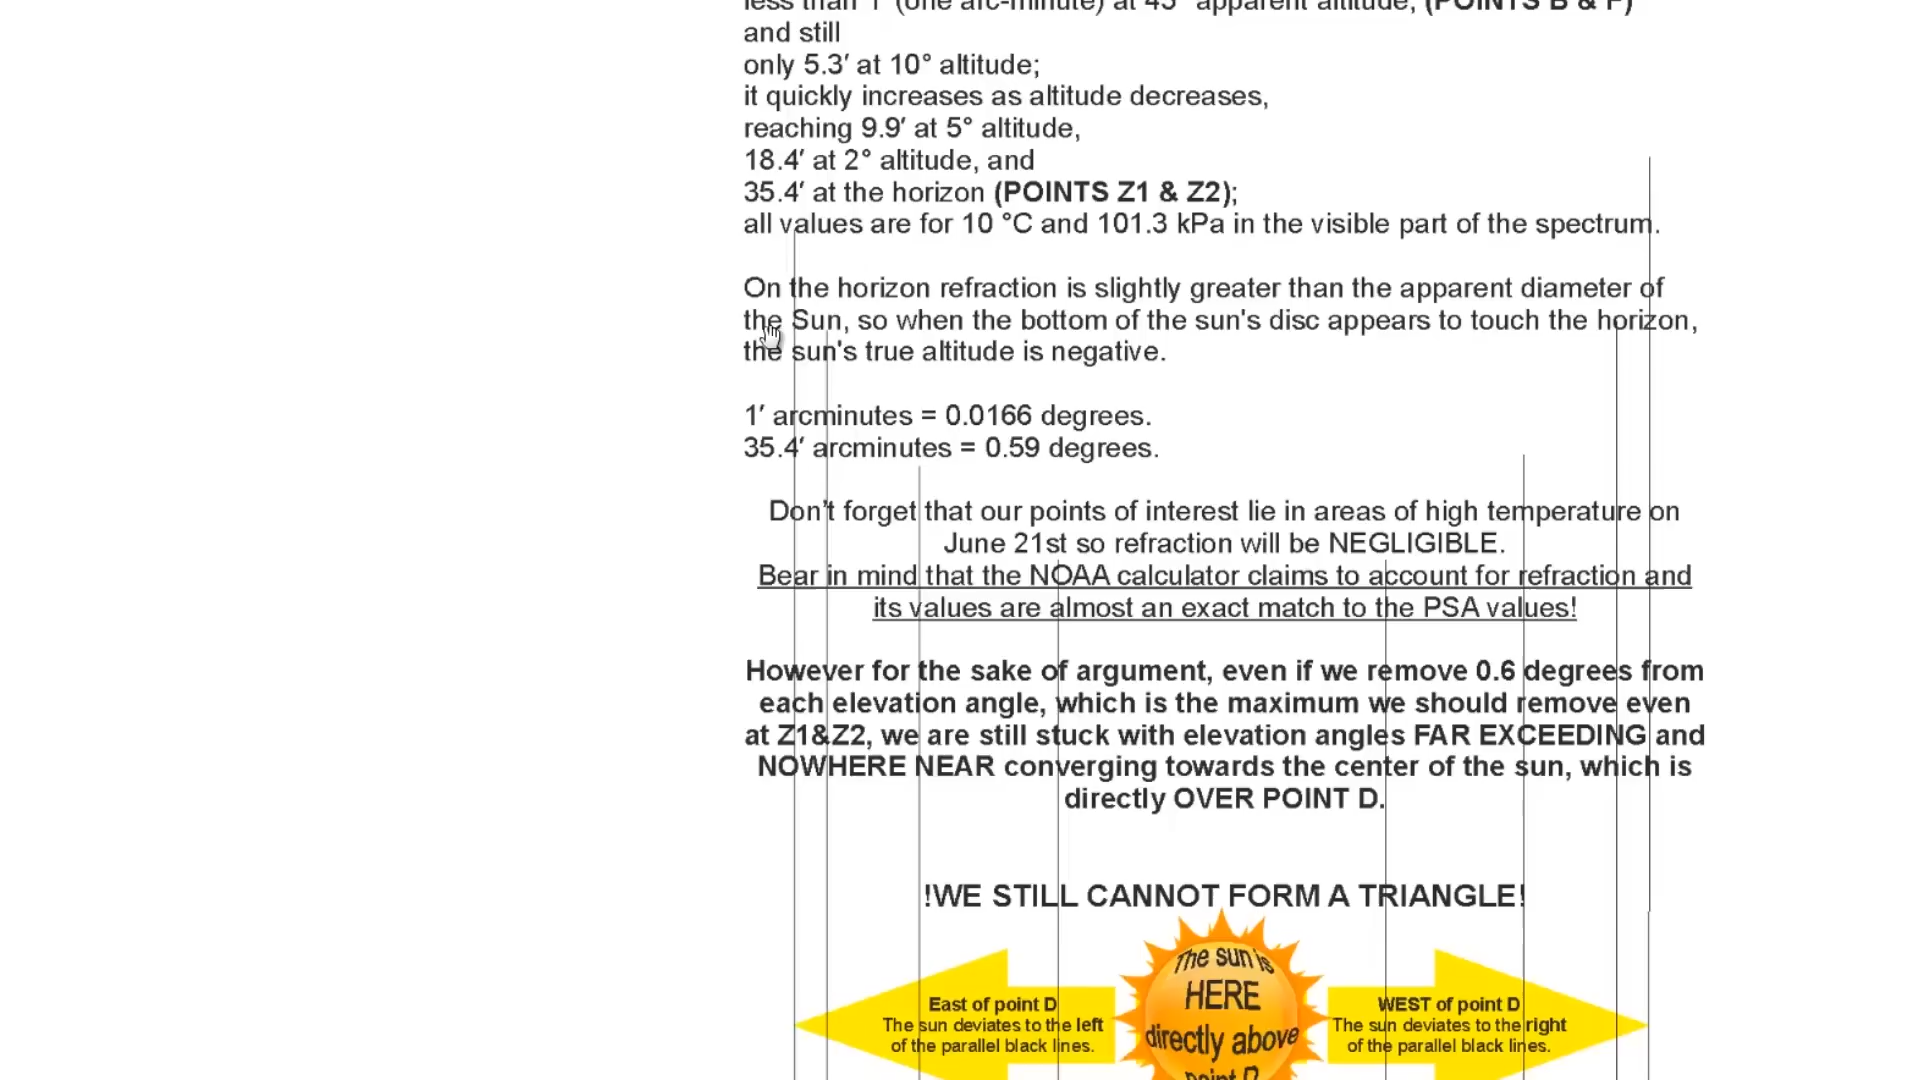 less than 1′ (one arc-minute) at 45° apparent altitude, (POINTS B & F)
and still
only 5.3′ at 10° altitude;
it quickly increases as altitude decreases,
reaching 9.9′ at 5° altitude,
18.4′ at 2° altitude, and
35.4′ at the horizon (POINTS Z1 & Z2);
all values are for 10 °C and 101.3 kPa in the visible part of the spectrum.
On the horizon refraction is slightly greater than the apparent diameter of
the Sun, so when the bottom of the sun's disc appears to touch the horizon,
the sun's true altitude is negative.
1′ arcminutes = 0.0166 degrees.
35.4′ arcminutes = 0.59 degrees.
Don't forget that our points of interest lie in areas of high temperature on
June 21st so refraction will be NEGLIGIBLE.
Bear in mind that the NOAA calculator claims to account for refraction and
its values are almost an exact match to the PSA values!
However for the sake of argument, even if we remove 0.6 degrees from
each elevation angle, which is the maximum we should remove even
at Z1&Z2, we are still stuck with elevation angles FAR EXCEEDING and
NOWHERE NEAR converging towards the center of the sun, which is
directly OVER POINT D.
!WE STILL CANNOT FORM A TRIANGLE!
East of point D
The sun deviates to the left
of the parallel black lines.
The sun is
HERE
directly above
point D
WEST of point D
The sun deviates to the right
of the parallel black lines.